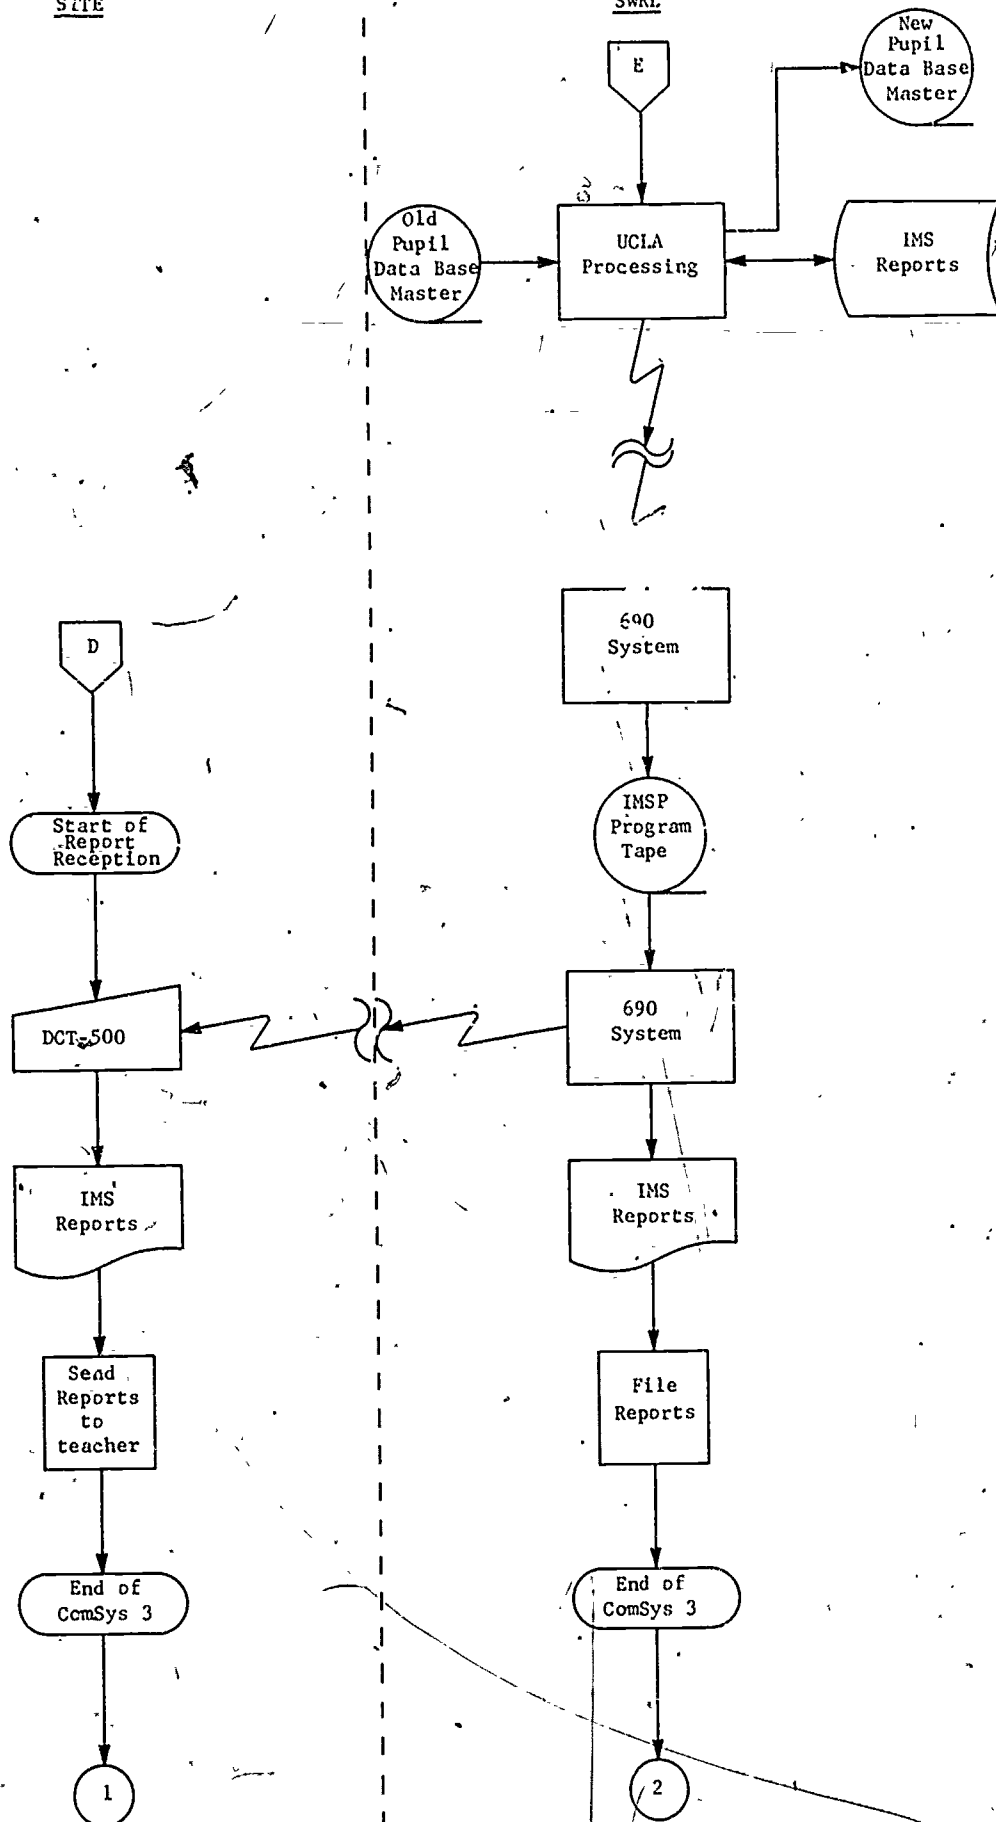 SITE
SWRL
New
Pupil
Data Base
Master
E
Old
Pupil
Data Base
Master
UCLA
Processing
IMS
Reports
690
System
D
IMSP
Program
Tape
Start of
Report
Reception
690
System
DCT-500
IMS
Reports
IMS
Reports
Send
Reports
to
teacher
File
Reports
End of
ComSys 3
End of
ComSys 3
1
2